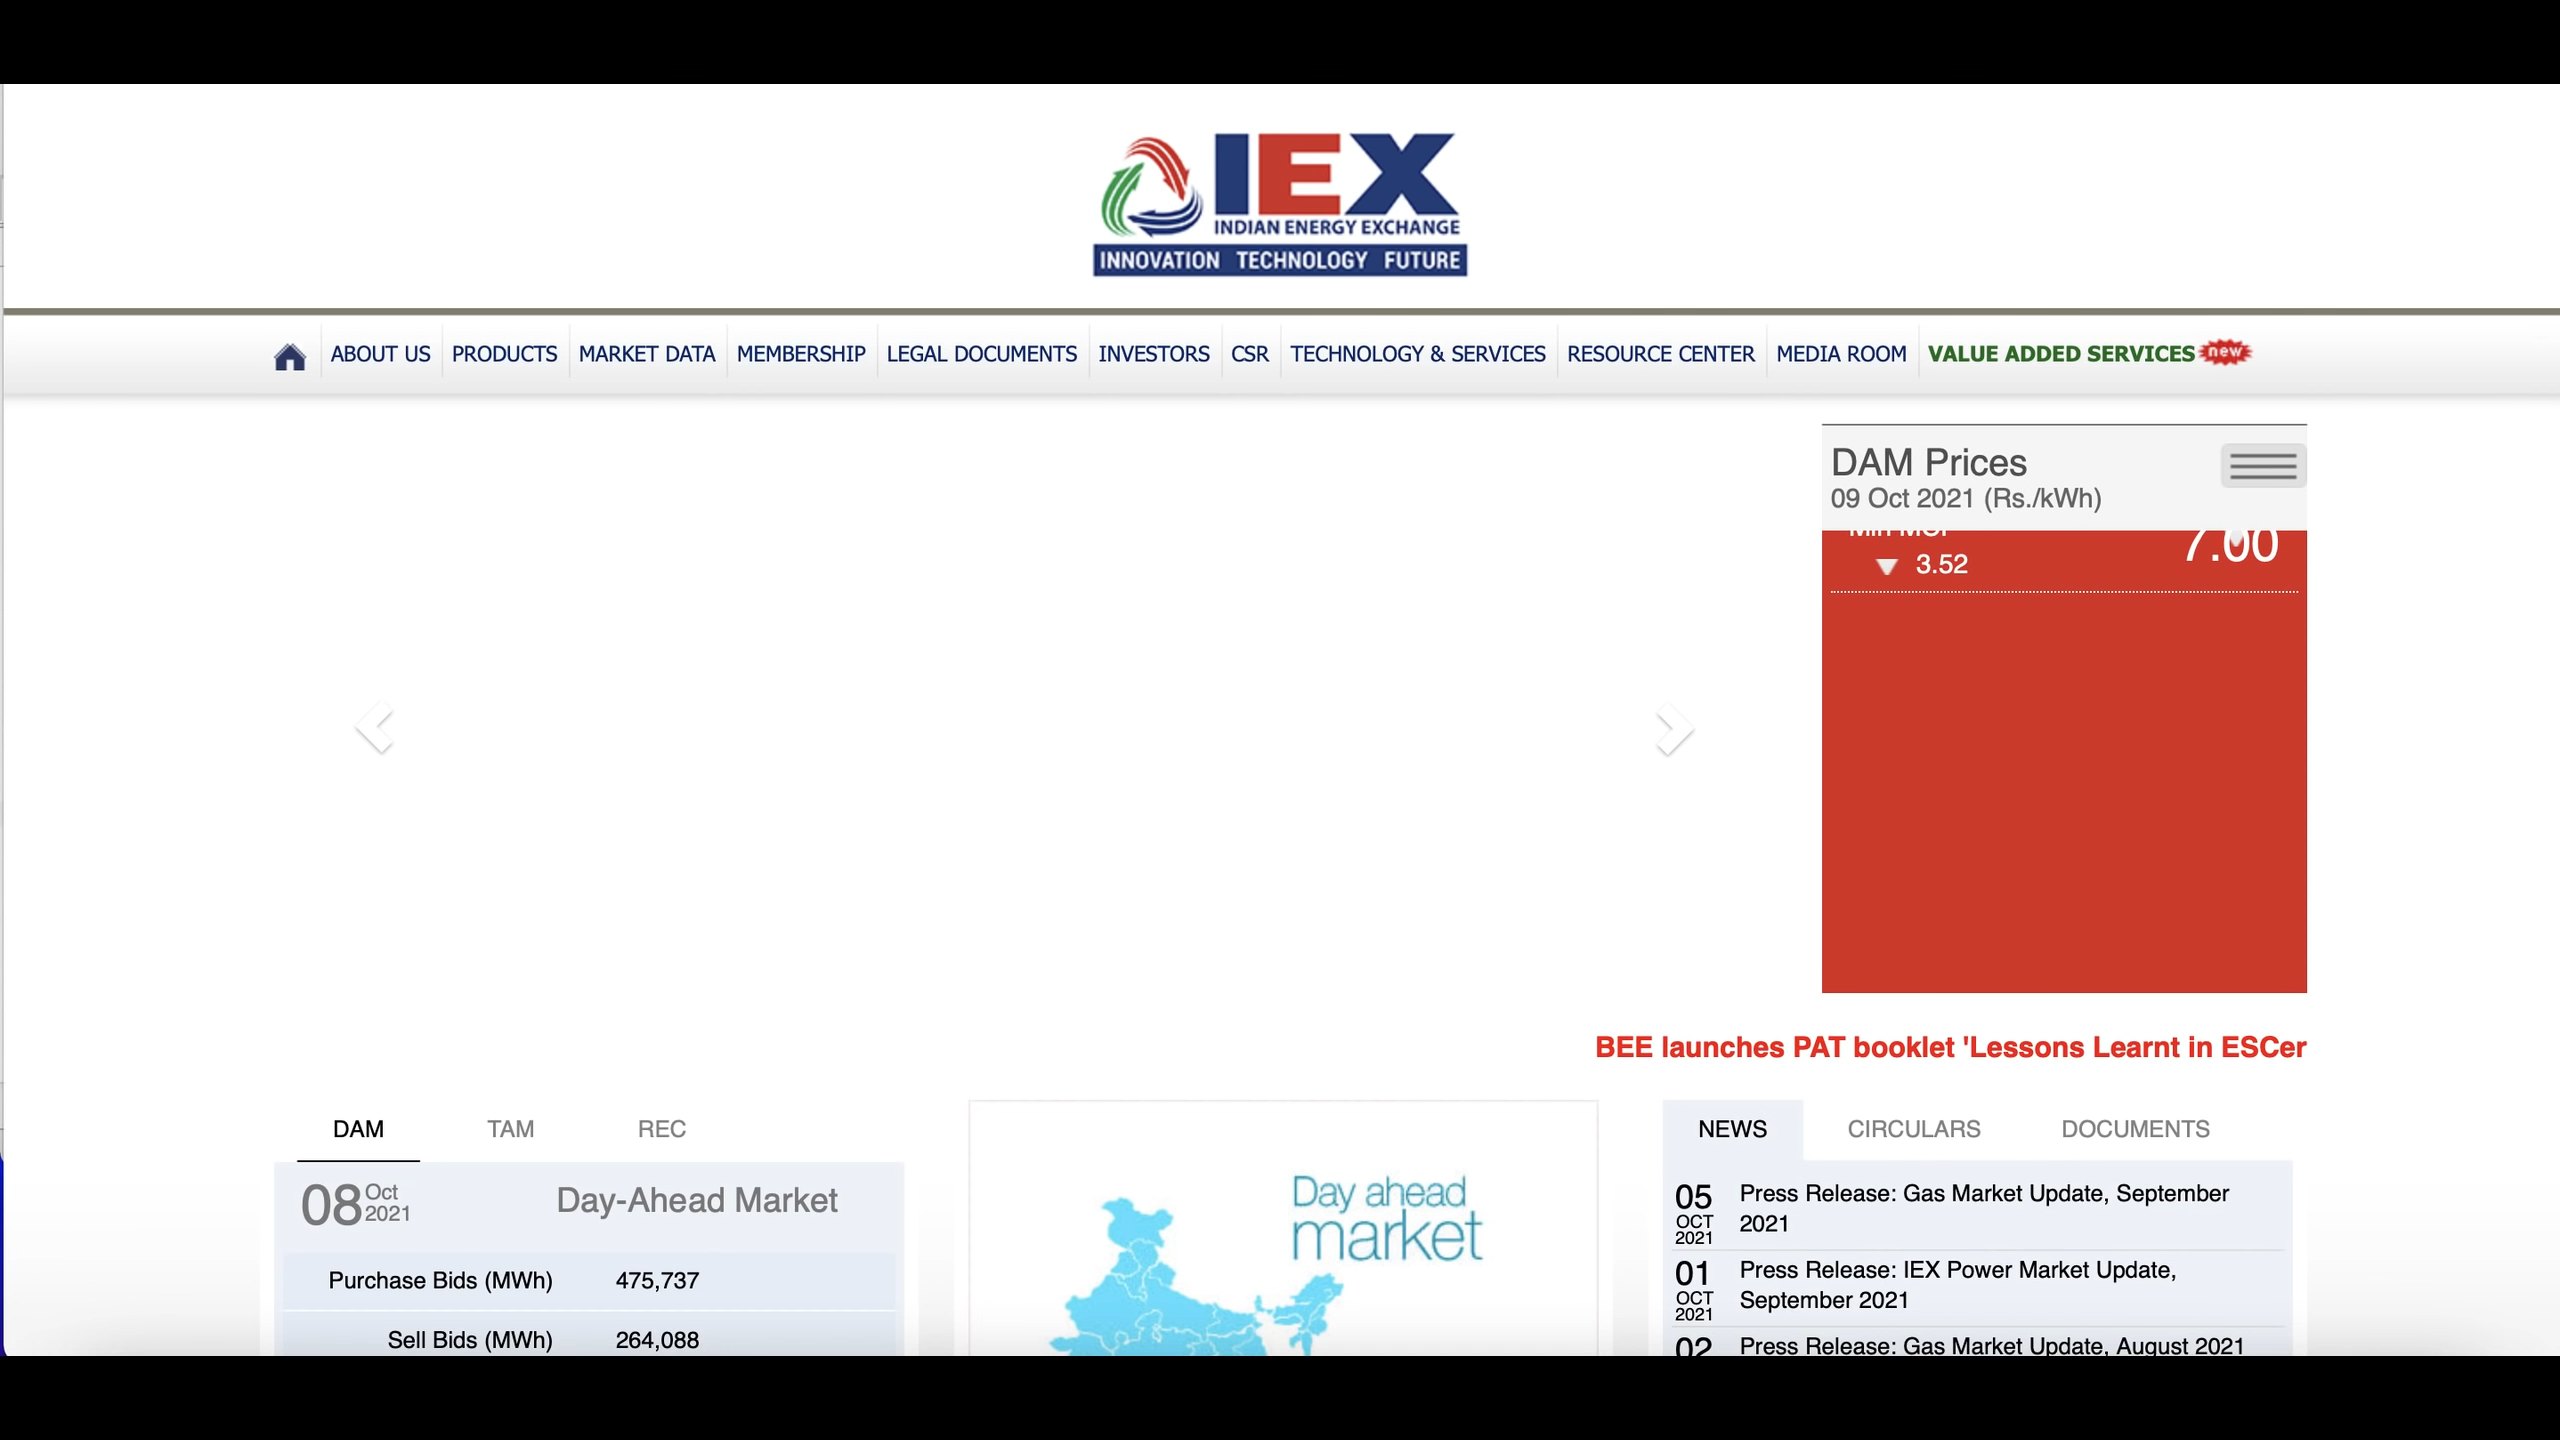 IEX
INDIAN ENERGY EXCHANGE
INNOVATION TECHNOLOGY FUTURE
ABOUT US PRODUCTS MARKET DATA MEMBERSHIP LEGAL DOCUMENTS INVESTORS CSR TECHNOLOGY & SERVICES RESOURCE CENTER MEDIA ROOM VALUE ADDED SERVICES new
DAM Prices
09 Oct 2021 (Rs./kWh)
7.00
3.52
BEE launches PAT booklet 'Lessons Learnt in ESCer
DAM TAM REC
08 Oct 2021 Day-Ahead Market
Purchase Bids (MWh) 475,737
Sell Bids (MWh) 264,088
Day ahead
market
NEWS CIRCULARS DOCUMENTS
05 OCT 2021 Press Release: Gas Market Update, September
2021
01 OCT 2021 Press Release: IEX Power Market Update,
September 2021
02 Press Release: Gas Market Update, August 2021